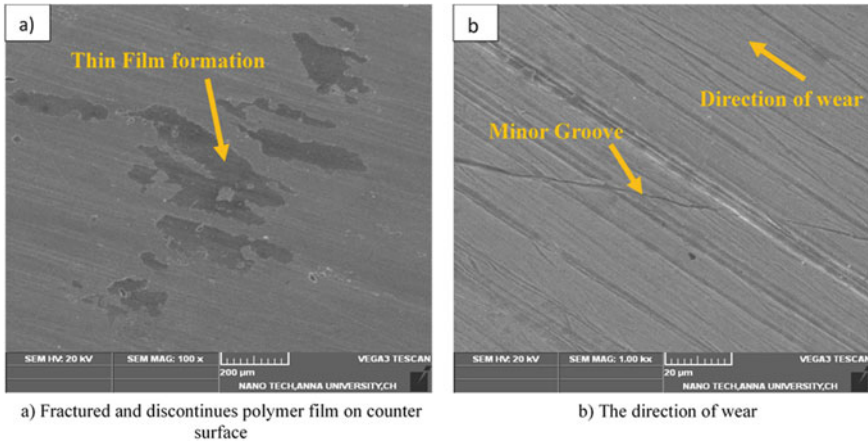 a)
Thin Film formation
SEM HV: 20 kV SEM MAG: 100 x VEGA3 TESCAN
200 µm
NANO TECH,ANNA UNIVERSITY,CH
b
Direction of wear
Minor Groove
SEM HV: 20 kV SEM MAG: 1.00 kx VEGA3 TESCAN
20 µm
NANO TECH,ANNA UNIVERSITY,CH
a) Fractured and discontinues polymer film on counter
surface
b) The direction of wear